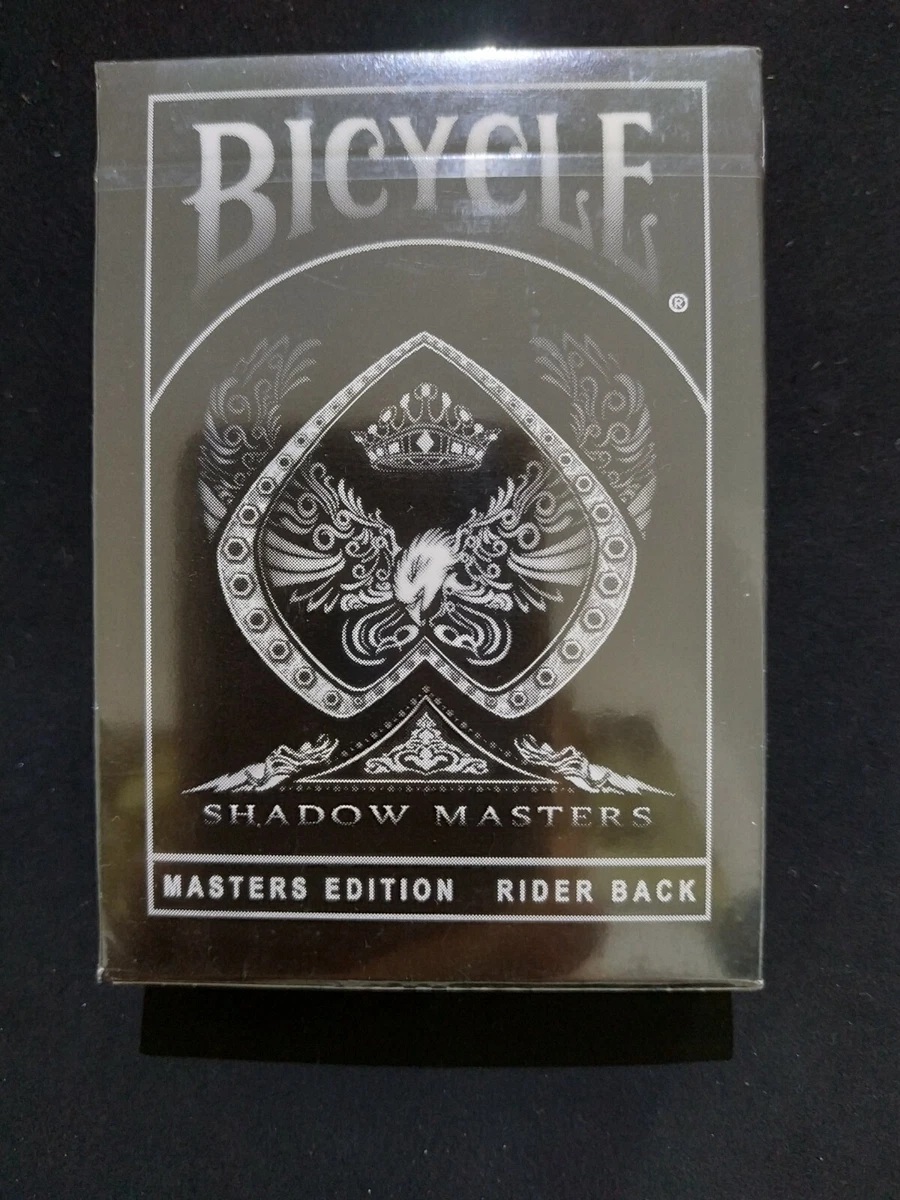 BICYCLE
®
SHADOW MASTERS
MASTERS EDITION RIDER BACK